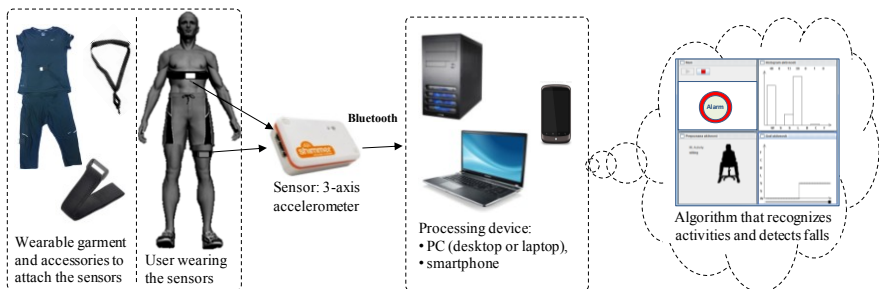 Wearable garment
and accessories to
attach the sensors
User wearing
the sensors
shimmer
Sensor: 3-axis
accelerometer
Bluetooth
Processing device:
• PC (desktop or laptop),
• smartphone
Alarm
Algorithm that recognizes
activities and detects falls